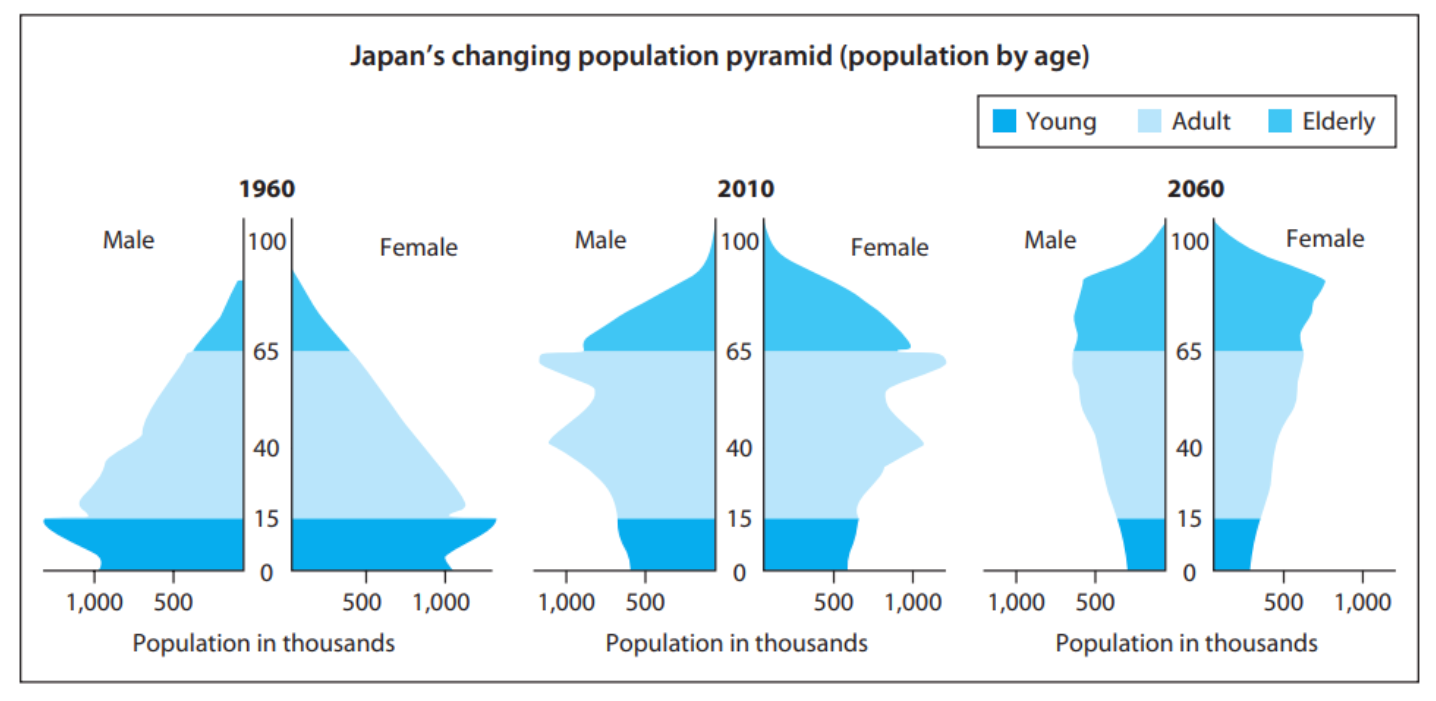 Japan's changing population pyramid (population by age)
Young Adult Elderly
1960
Male
Female
100
65
40
15
0
1,000 500
500 1,000
Population in thousands
2010
Male
Female
100
65
40
15
0
1,000 500
500 1,000
Population in thousands
2060
Male
Female
100
65
40
15
0
1,000 500
500 1,000
Population in thousands